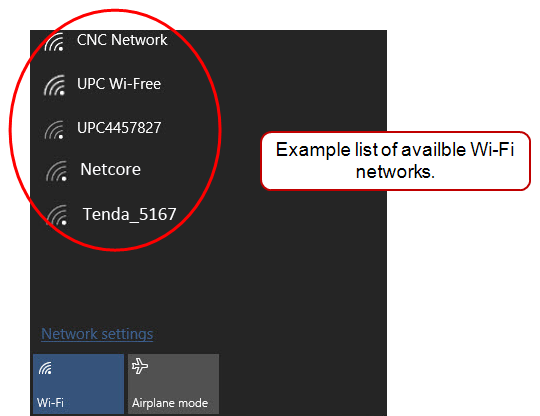 CNC Network
UPC Wi-Free
UPC4457827
Netcore
Tenda_5167
Example list of availble Wi-Fi
networks.
Network settings
Wi-Fi
Airplane mode